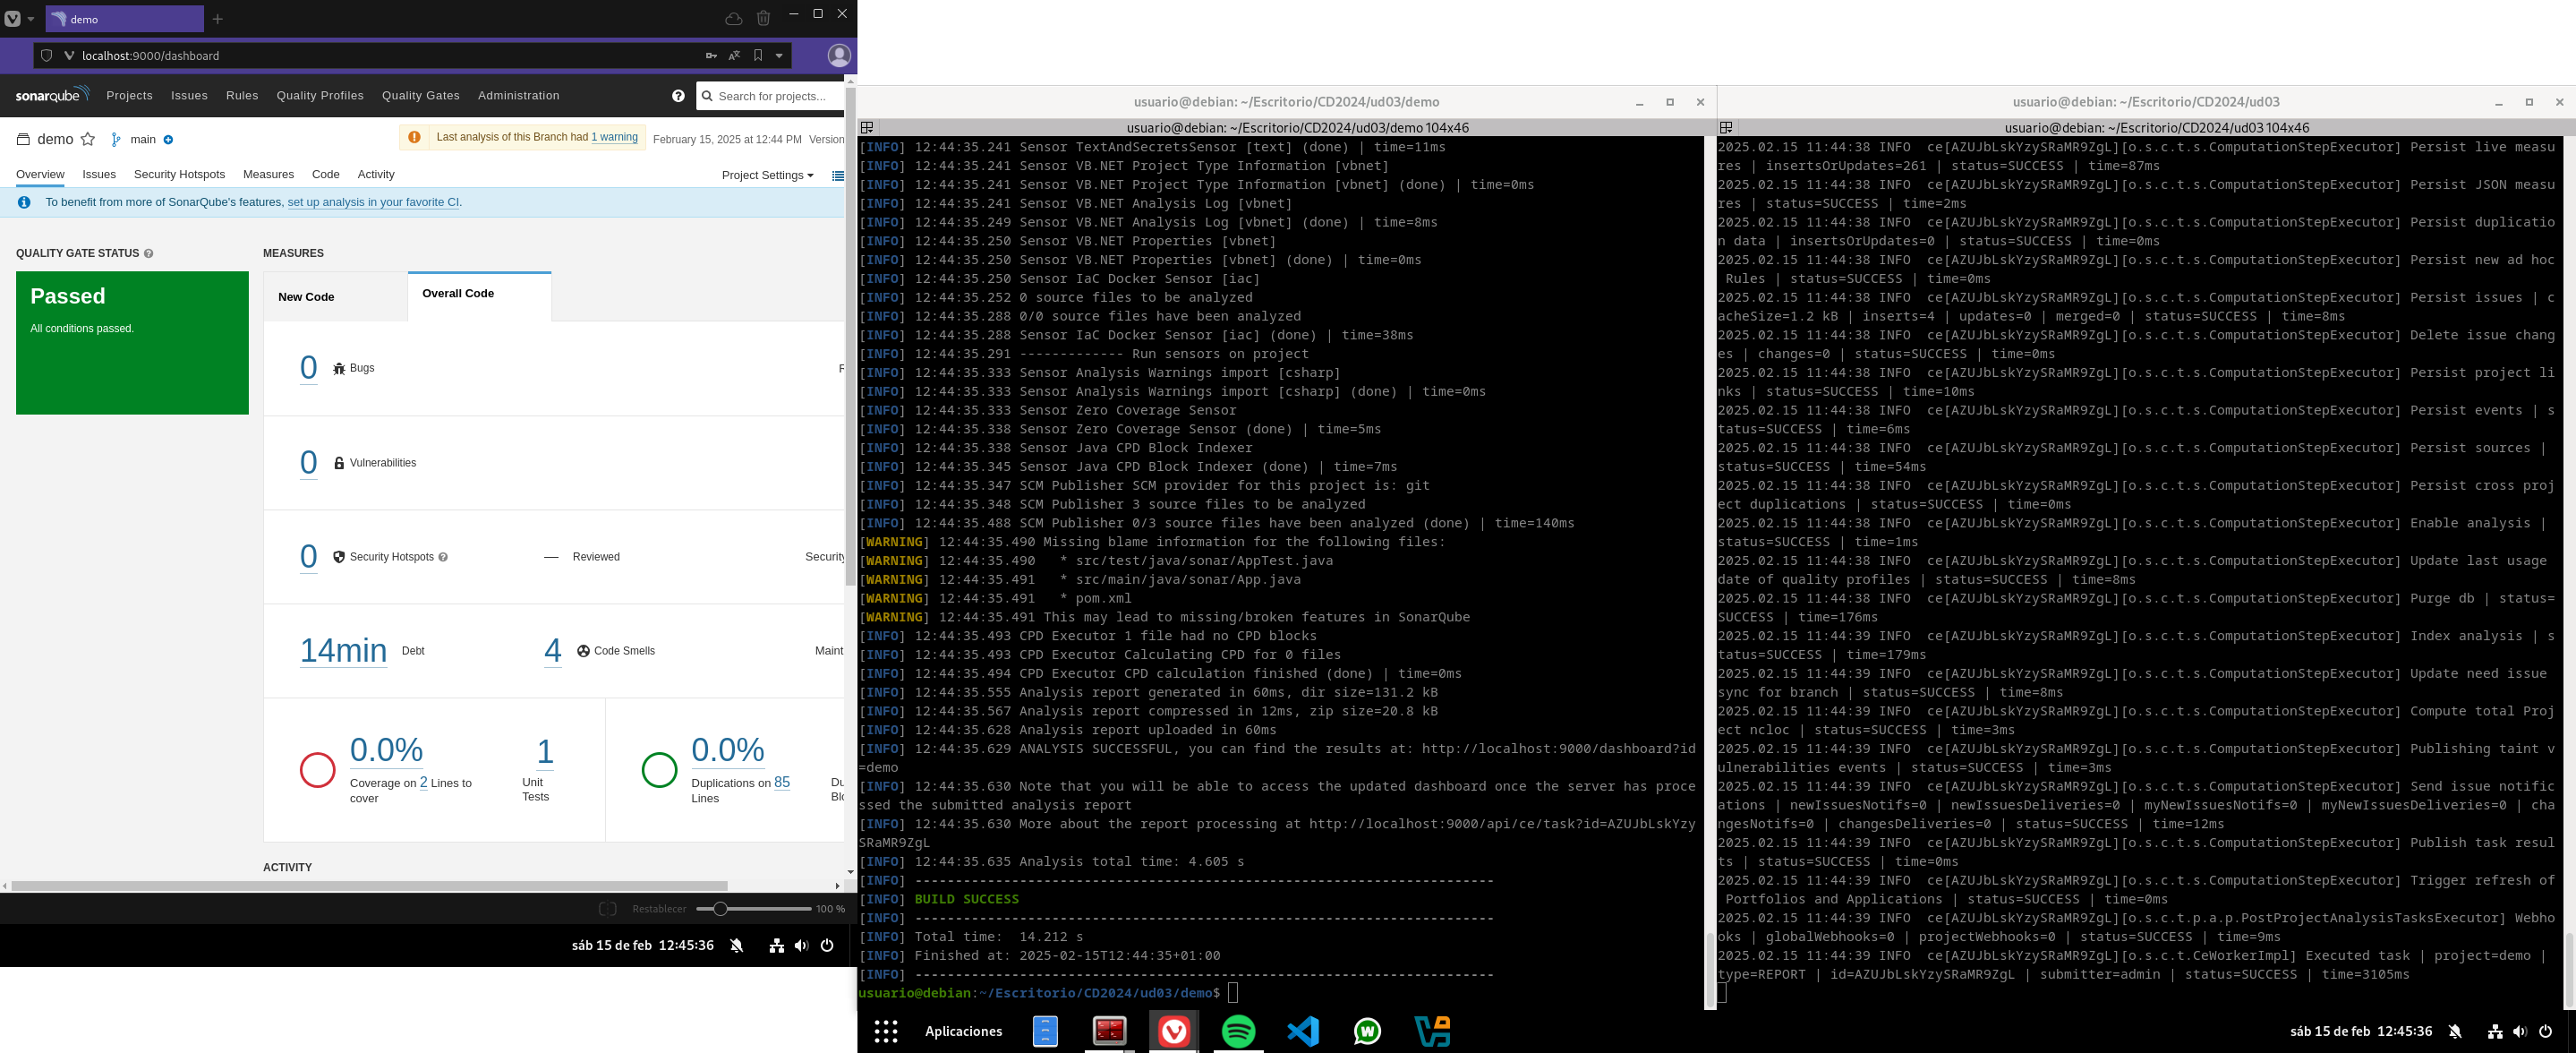 demo
localhost:9000/dashboard
sonarqube Projects Issues Rules Quality Profiles Quality Gates Administration Search for projects...
demo main Last analysis of this Branch had 1 warning February 15, 2025 at 12:44 PM Version
Overview Issues Security Hotspots Measures Code Activity Project Settings
To benefit from more of SonarQube's features, set up analysis in your favorite CI.
QUALITY GATE STATUS
MEASURES
Passed
All conditions passed.
New Code
Overall Code
0 Bugs
0 Vulnerabilities
0 Security Hotspots — Reviewed Security
14min Debt 4 Code Smells Maint
0.0%
Coverage on 2 Lines to
cover
1
Unit
Tests
0.0%
Duplications on 85
Lines
Du
Blo
ACTIVITY
Restablecer 100 %
sáb 15 de feb 12:45:36
usuario@debian: ~/Escritorio/CD2024/ud03/demo
usuario@debian: ~/Escritorio/CD2024/ud03/demo 104x46
[INFO] 12:44:35.241 Sensor TextAndSecretsSensor [text] (done) | time=11ms
[INFO] 12:44:35.241 Sensor VB.NET Project Type Information [vbnet]
[INFO] 12:44:35.241 Sensor VB.NET Project Type Information [vbnet] (done) | time=0ms
[INFO] 12:44:35.241 Sensor VB.NET Analysis Log [vbnet]
[INFO] 12:44:35.249 Sensor VB.NET Analysis Log [vbnet] (done) | time=8ms
[INFO] 12:44:35.250 Sensor VB.NET Properties [vbnet]
[INFO] 12:44:35.250 Sensor VB.NET Properties [vbnet] (done) | time=0ms
[INFO] 12:44:35.250 Sensor IaC Docker Sensor [iac]
[INFO] 12:44:35.252 0 source files to be analyzed
[INFO] 12:44:35.288 0/0 source files have been analyzed
[INFO] 12:44:35.288 Sensor IaC Docker Sensor [iac] (done) | time=38ms
[INFO] 12:44:35.291 ------------- Run sensors on project
[INFO] 12:44:35.333 Sensor Analysis Warnings import [csharp]
[INFO] 12:44:35.333 Sensor Analysis Warnings import [csharp] (done) | time=0ms
[INFO] 12:44:35.333 Sensor Zero Coverage Sensor
[INFO] 12:44:35.338 Sensor Zero Coverage Sensor (done) | time=5ms
[INFO] 12:44:35.338 Sensor Java CPD Block Indexer
[INFO] 12:44:35.345 Sensor Java CPD Block Indexer (done) | time=7ms
[INFO] 12:44:35.347 SCM Publisher SCM provider for this project is: git
[INFO] 12:44:35.348 SCM Publisher 3 source files to be analyzed
[INFO] 12:44:35.488 SCM Publisher 0/3 source files have been analyzed (done) | time=140ms
[WARNING] 12:44:35.490 Missing blame information for the following files:
[WARNING] 12:44:35.490   * src/test/java/sonar/AppTest.java
[WARNING] 12:44:35.491   * src/main/java/sonar/App.java
[WARNING] 12:44:35.491   * pom.xml
[WARNING] 12:44:35.491 This may lead to missing/broken features in SonarQube
[INFO] 12:44:35.493 CPD Executor 1 file had no CPD blocks
[INFO] 12:44:35.493 CPD Executor Calculating CPD for 0 files
[INFO] 12:44:35.494 CPD Executor CPD calculation finished (done) | time=0ms
[INFO] 12:44:35.555 Analysis report generated in 60ms, dir size=131.2 kB
[INFO] 12:44:35.567 Analysis report compressed in 12ms, zip size=20.8 kB
[INFO] 12:44:35.628 Analysis report uploaded in 60ms
[INFO] 12:44:35.629 ANALYSIS SUCCESSFUL, you can find the results at: http://localhost:9000/dashboard?id
=demo
[INFO] 12:44:35.630 Note that you will be able to access the updated dashboard once the server has proce
ssed the submitted analysis report
[INFO] 12:44:35.630 More about the report processing at http://localhost:9000/api/ce/task?id=AZUJbLskYzy
SRaMR9ZgL
[INFO] 12:44:35.635 Analysis total time: 4.605 s
[INFO] ------------------------------------------------------------------------
[INFO] BUILD SUCCESS
[INFO] ------------------------------------------------------------------------
[INFO] Total time:  14.212 s
[INFO] Finished at: 2025-02-15T12:44:35+01:00
[INFO] ------------------------------------------------------------------------
usuario@debian:~/Escritorio/CD2024/ud03/demo$
usuario@debian: ~/Escritorio/CD2024/ud03
usuario@debian: ~/Escritorio/CD2024/ud03 104x46
2025.02.15 11:44:38 INFO  ce[AZUJbLskYzySRaMR9ZgL][o.s.c.t.s.ComputationStepExecutor] Persist live measu
res | insertsOrUpdates=261 | status=SUCCESS | time=87ms
2025.02.15 11:44:38 INFO  ce[AZUJbLskYzySRaMR9ZgL][o.s.c.t.s.ComputationStepExecutor] Persist JSON measu
res | status=SUCCESS | time=2ms
2025.02.15 11:44:38 INFO  ce[AZUJbLskYzySRaMR9ZgL][o.s.c.t.s.ComputationStepExecutor] Persist duplicatio
n data | insertsOrUpdates=0 | status=SUCCESS | time=0ms
2025.02.15 11:44:38 INFO  ce[AZUJbLskYzySRaMR9ZgL][o.s.c.t.s.ComputationStepExecutor] Persist new ad hoc
 Rules | status=SUCCESS | time=0ms
2025.02.15 11:44:38 INFO  ce[AZUJbLskYzySRaMR9ZgL][o.s.c.t.s.ComputationStepExecutor] Persist issues | c
acheSize=1.2 kB | inserts=4 | updates=0 | merged=0 | status=SUCCESS | time=8ms
2025.02.15 11:44:38 INFO  ce[AZUJbLskYzySRaMR9ZgL][o.s.c.t.s.ComputationStepExecutor] Delete issue chang
es | changes=0 | status=SUCCESS | time=0ms
2025.02.15 11:44:38 INFO  ce[AZUJbLskYzySRaMR9ZgL][o.s.c.t.s.ComputationStepExecutor] Persist project li
nks | status=SUCCESS | time=10ms
2025.02.15 11:44:38 INFO  ce[AZUJbLskYzySRaMR9ZgL][o.s.c.t.s.ComputationStepExecutor] Persist events | s
tatus=SUCCESS | time=6ms
2025.02.15 11:44:38 INFO  ce[AZUJbLskYzySRaMR9ZgL][o.s.c.t.s.ComputationStepExecutor] Persist sources |
status=SUCCESS | time=54ms
2025.02.15 11:44:38 INFO  ce[AZUJbLskYzySRaMR9ZgL][o.s.c.t.s.ComputationStepExecutor] Persist cross proj
ect duplications | status=SUCCESS | time=0ms
2025.02.15 11:44:38 INFO  ce[AZUJbLskYzySRaMR9ZgL][o.s.c.t.s.ComputationStepExecutor] Enable analysis |
status=SUCCESS | time=1ms
2025.02.15 11:44:38 INFO  ce[AZUJbLskYzySRaMR9ZgL][o.s.c.t.s.ComputationStepExecutor] Update last usage
date of quality profiles | status=SUCCESS | time=8ms
2025.02.15 11:44:38 INFO  ce[AZUJbLskYzySRaMR9ZgL][o.s.c.t.s.ComputationStepExecutor] Purge db | status=
SUCCESS | time=176ms
2025.02.15 11:44:39 INFO  ce[AZUJbLskYzySRaMR9ZgL][o.s.c.t.s.ComputationStepExecutor] Index analysis | s
tatus=SUCCESS | time=179ms
2025.02.15 11:44:39 INFO  ce[AZUJbLskYzySRaMR9ZgL][o.s.c.t.s.ComputationStepExecutor] Update need issue
sync for branch | status=SUCCESS | time=8ms
2025.02.15 11:44:39 INFO  ce[AZUJbLskYzySRaMR9ZgL][o.s.c.t.s.ComputationStepExecutor] Compute total Proj
ect ncloc | status=SUCCESS | time=3ms
2025.02.15 11:44:39 INFO  ce[AZUJbLskYzySRaMR9ZgL][o.s.c.t.s.ComputationStepExecutor] Publishing taint v
ulnerabilities events | status=SUCCESS | time=3ms
2025.02.15 11:44:39 INFO  ce[AZUJbLskYzySRaMR9ZgL][o.s.c.t.s.ComputationStepExecutor] Send issue notific
ations | newIssuesNotifs=0 | newIssuesDeliveries=0 | myNewIssuesNotifs=0 | myNewIssuesDeliveries=0 | cha
ngesNotifs=0 | changesDeliveries=0 | status=SUCCESS | time=12ms
2025.02.15 11:44:39 INFO  ce[AZUJbLskYzySRaMR9ZgL][o.s.c.t.s.ComputationStepExecutor] Publish task resul
ts | status=SUCCESS | time=0ms
2025.02.15 11:44:39 INFO  ce[AZUJbLskYzySRaMR9ZgL][o.s.c.t.s.ComputationStepExecutor] Trigger refresh of
 Portfolios and Applications | status=SUCCESS | time=0ms
2025.02.15 11:44:39 INFO  ce[AZUJbLskYzySRaMR9ZgL][o.s.c.t.p.a.p.PostProjectAnalysisTasksExecutor] Webho
oks | globalWebhooks=0 | projectWebhooks=0 | status=SUCCESS | time=9ms
2025.02.15 11:44:39 INFO  ce[AZUJbLskYzySRaMR9ZgL][o.s.c.t.CeWorkerImpl] Executed task | project=demo |
type=REPORT | id=AZUJbLskYzySRaMR9ZgL | submitter=admin | status=SUCCESS | time=3105ms
Aplicaciones
sáb 15 de feb 12:45:36